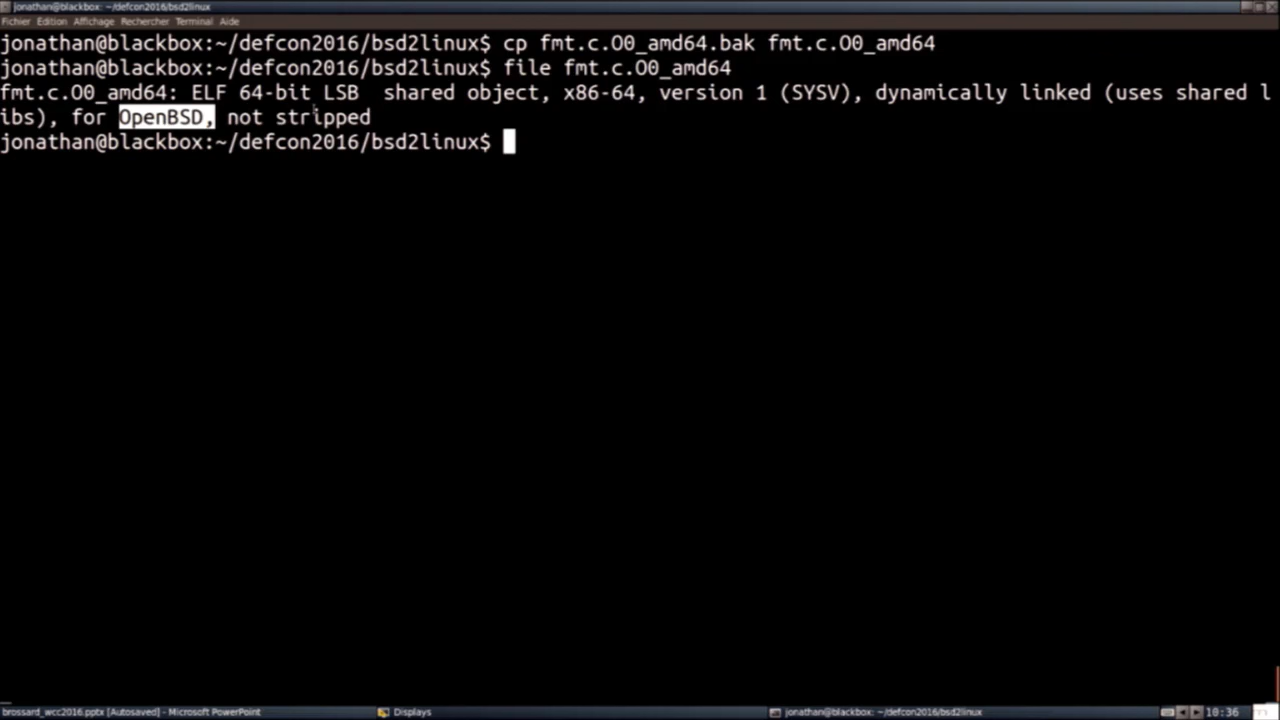 jonathan@blackbox: ~/defcon2016/bsd2linux
Fichier Edition Affichage Rechercher Terminal Aide
jonathan@blackbox:~/defcon2016/bsd2linux$ cp fmt.c.O0_amd64.bak fmt.c.O0_amd64
jonathan@blackbox:~/defcon2016/bsd2linux$ file fmt.c.O0_amd64
fmt.c.O0_amd64: ELF 64-bit LSB  shared object, x86-64, version 1 (SYSV), dynamically linked (uses shared l
ibs), for OpenBSD, not stripped
jonathan@blackbox:~/defcon2016/bsd2linux$
brossard_wcc2016.pptx [Autosaved] - Microsoft PowerPoint Displays jonathan@blackbox: ~/defcon2016/bsd2linux 10:36